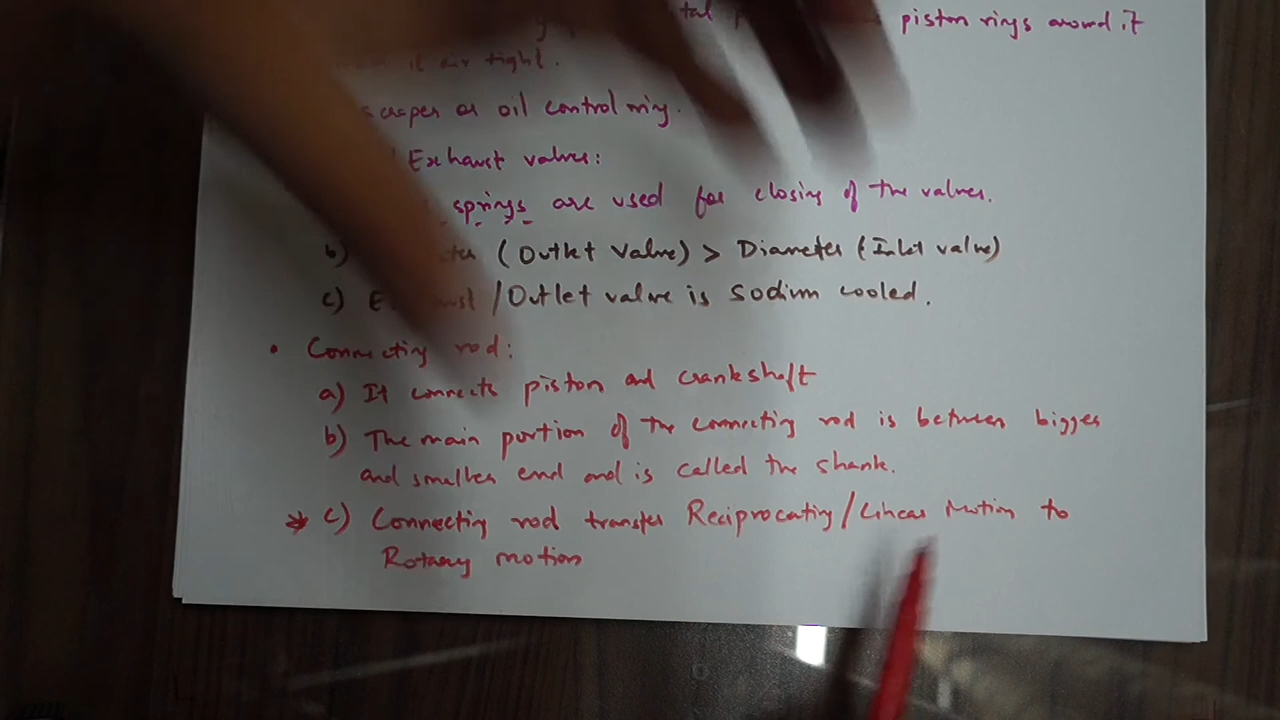 piston rings around it
air tight.
scraper or oil control ring.
Exhaust valves:
springs are used for closing of the valves.
b) (Outlet Valve) > Diameter (Inlet valve)
c) /Outlet valve is Sodium cooled.
• Connecting rod:
a) It connects piston and crankshaft
b) The main portion of the connecting rod is between bigger
and smaller end and is called the shank.
* c) Connecting rod transfer Reciprocating/Linear Motion to
Rotary motion